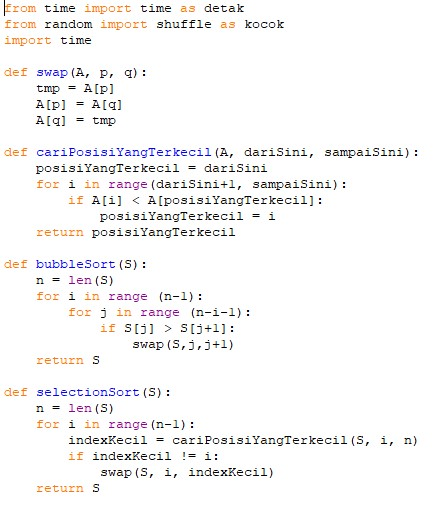 from time import time as detak
from random import shuffle as kocok
import time
def swap(A, p, q):
    tmp = A[p]
    A[p] = A[q]
    A[q] = tmp
def cariPosisiYangTerkecil(A, dariSini, sampaiSini):
    posisiYangTerkecil = dariSini
    for i in range(dariSini+1, sampaiSini):
        if A[i] < A[posisiYangTerkecil]:
            posisiYangTerkecil = i
    return posisiYangTerkecil
def bubbleSort(S):
    n = len(S)
    for i in range (n-1):
        for j in range (n-i-1):
            if S[j] > S[j+1]:
                swap(S,j,j+1)
    return S
def selectionSort(S):
    n = len(S)
    for i in range(n-1):
        indexKecil = cariPosisiYangTerkecil(S, i, n)
        if indexKecil != i:
            swap(S, i, indexKecil)
    return S